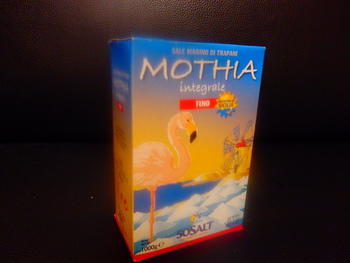 SALE MARINO DI TRAPANI
MOTHIA
integrale
FINO
SOSALT
1000g e